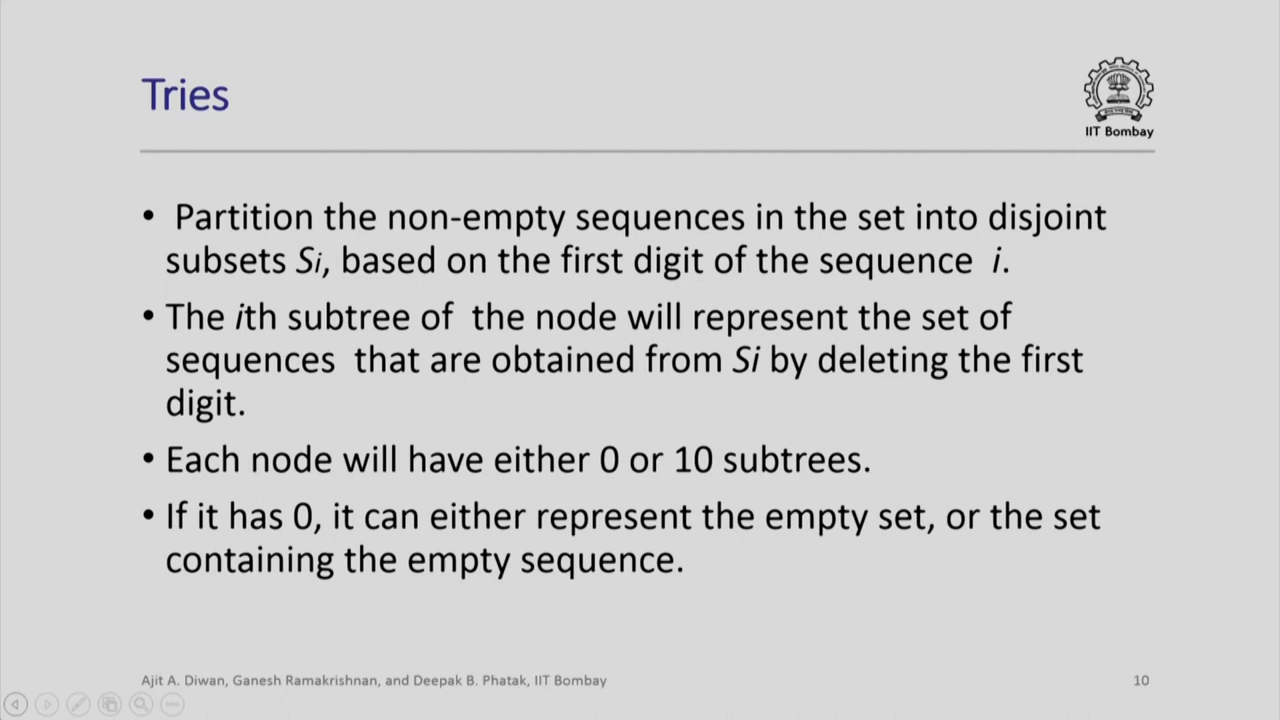 Tries
IIT Bombay
• Partition the non-empty sequences in the set into disjoint
subsets Si, based on the first digit of the sequence i.
• The ith subtree of the node will represent the set of
sequences that are obtained from Si by deleting the first
digit.
• Each node will have either 0 or 10 subtrees.
• If it has 0, it can either represent the empty set, or the set
containing the empty sequence.
Ajit A. Diwan, Ganesh Ramakrishnan, and Deepak B. Phatak, IIT Bombay
10